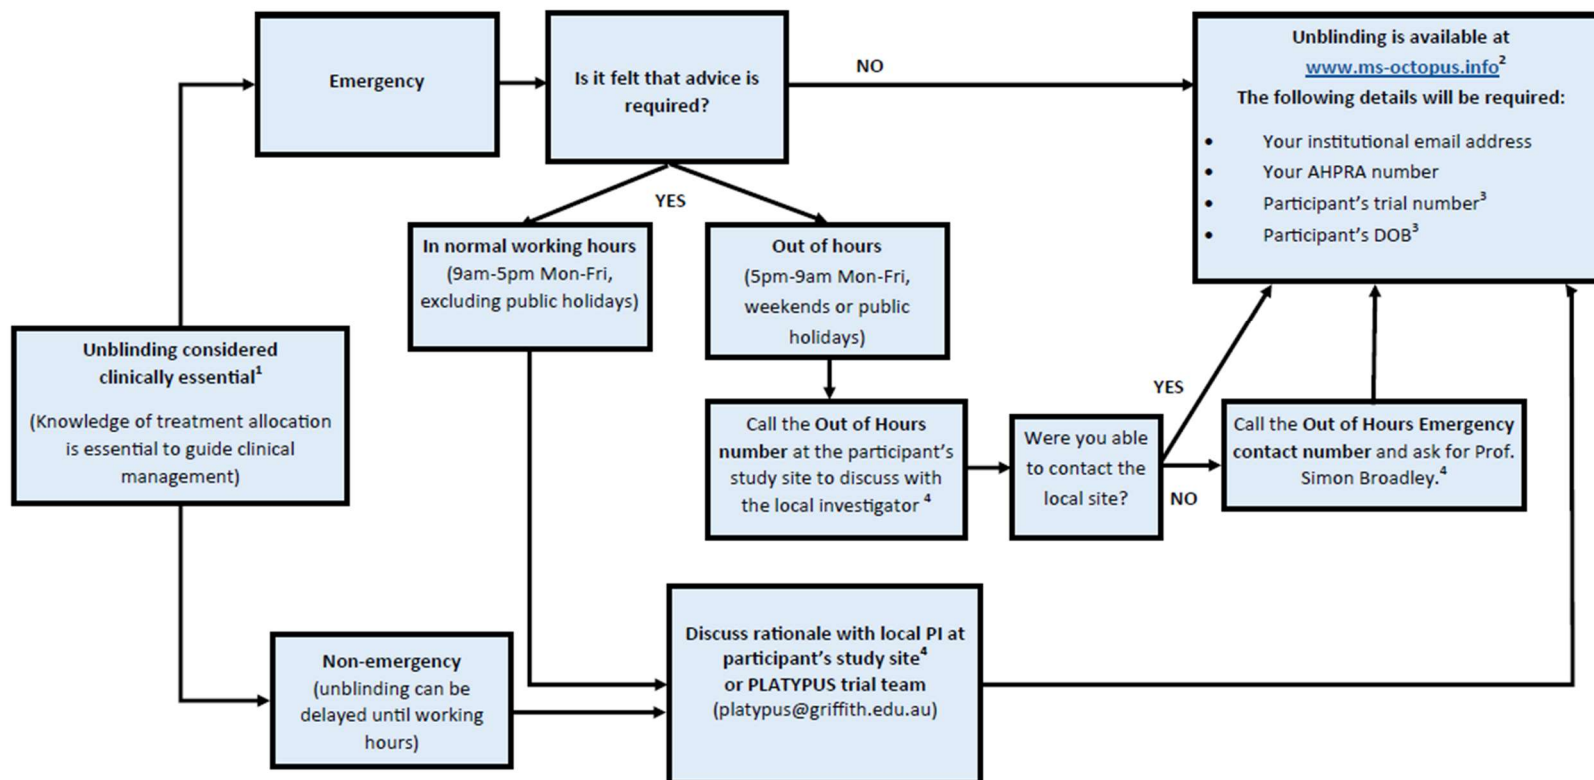 Emergency
Is it felt that advice is
required?
NO
Unblinding is available at
www.ms-octopus.info2
The following details will be required:
• Your institutional email address
• Your AHPRA number
• Participant's trial number3
• Participant's DOB3
YES
In normal working hours
(9am-5pm Mon-Fri,
excluding public holidays)
Out of hours
(5pm-9am Mon-Fri,
weekends or public
holidays)
Unblinding considered
clinically essential1
(Knowledge of treatment allocation
is essential to guide clinical
management)
Call the Out of Hours
number at the participant's
study site to discuss with
the local investigator 4
Were you able
to contact the
local site?
YES
NO
Call the Out of Hours Emergency
contact number and ask for Prof.
Simon Broadley.4
Non-emergency
(unblinding can be
delayed until working
hours)
Discuss rationale with local PI at
participant's study site4
or PLATYPUS trial team
(platypus@griffith.edu.au)